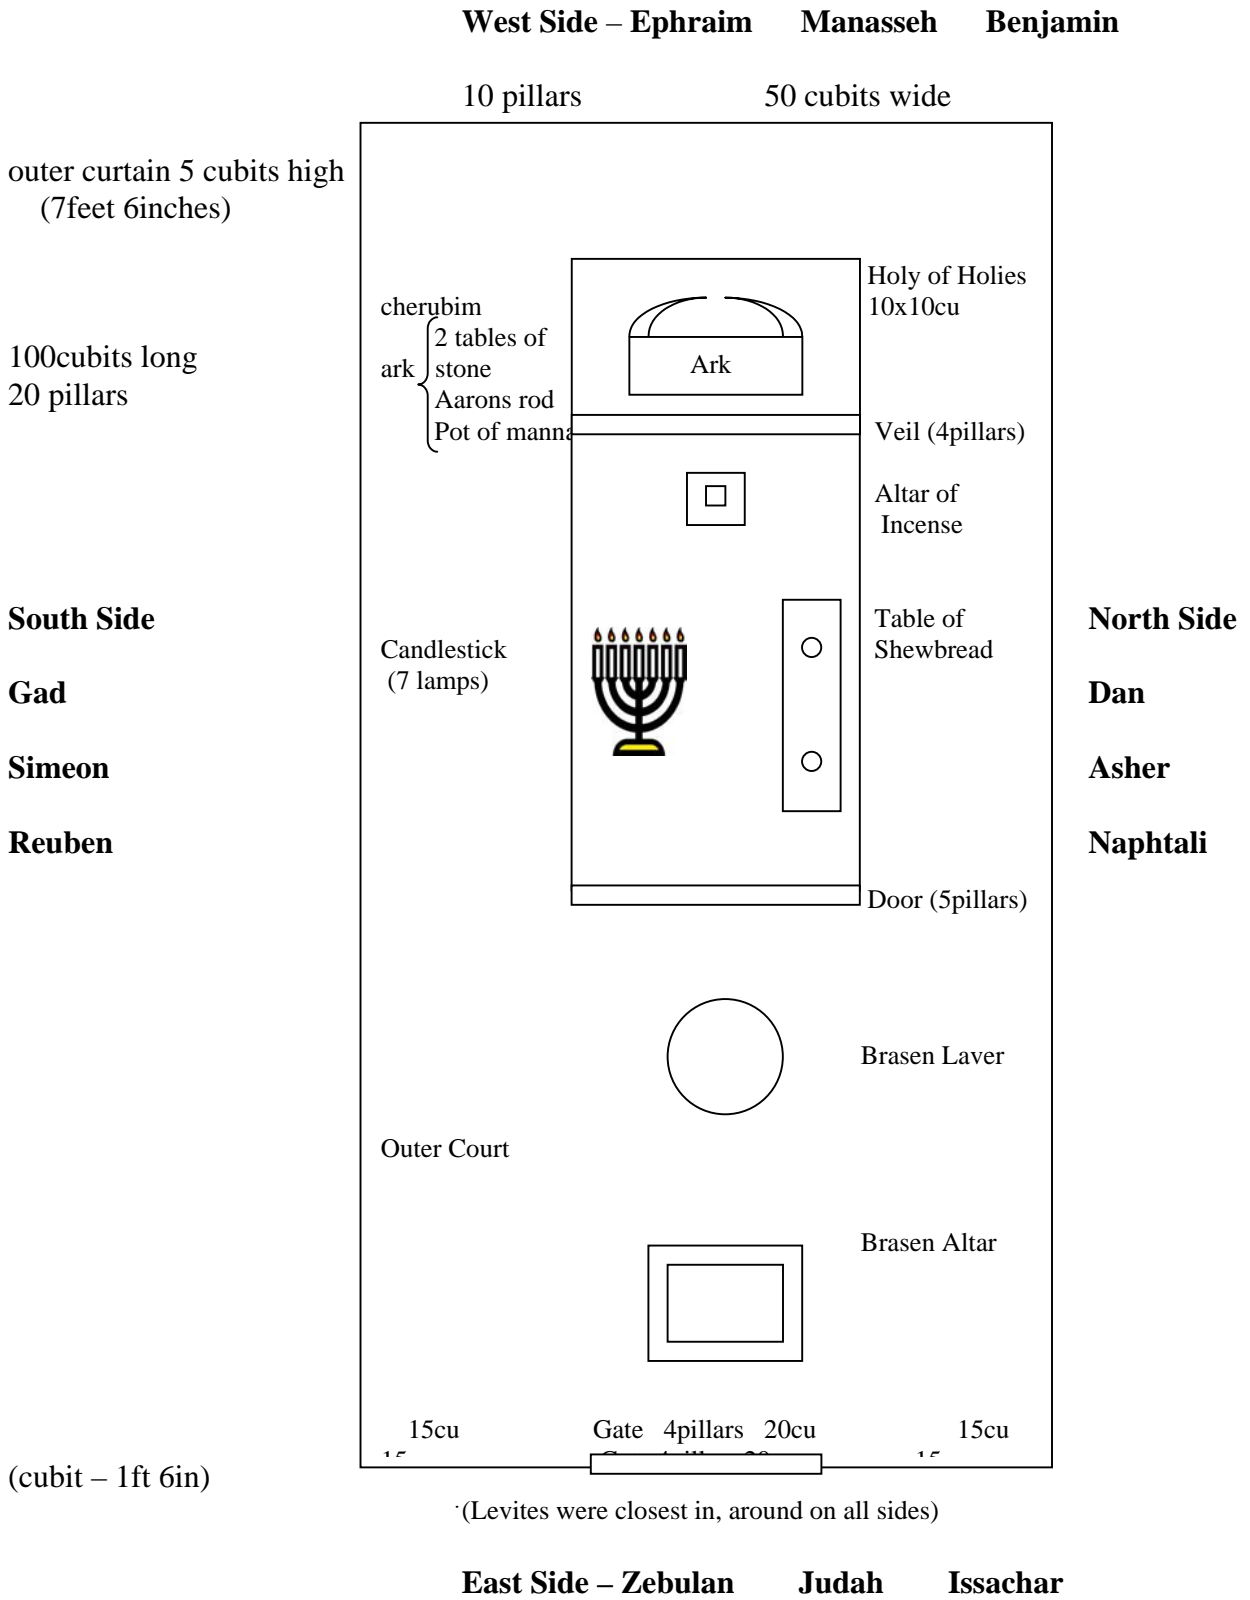 West Side – Ephraim Manasseh Benjamin
10 pillars 50 cubits wide
outer curtain 5 cubits high
(7feet 6inches)
Holy of Holies
10x10cu
cherubim
2 tables of
ark stone
Aarons rod
Pot of manna
Ark
100cubits long
20 pillars
Veil (4pillars)
Altar of
Incense
South Side
Gad
Simeon
Reuben
Candlestick
(7 lamps)
Table of
Shewbread
North Side
Dan
Asher
Naphtali
Door (5pillars)
Brasen Laver
Outer Court
Brasen Altar
15cu Gate 4pillars 20cu 15cu
(cubit – 1ft 6in)
(Levites were closest in, around on all sides)
East Side – Zebulan Judah Issachar